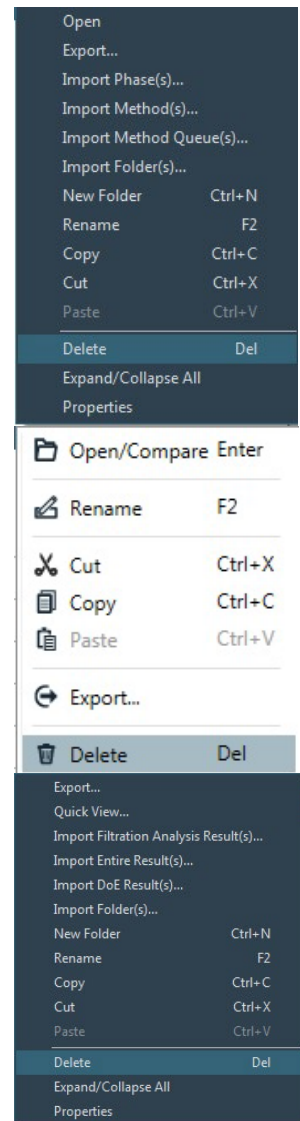 Open
Export...
Import Phase(s)...
Import Method(s)...
Import Method Queue(s)...
Import Folder(s)...
New Folder Ctrl+N
Rename F2
Copy Ctrl+C
Cut Ctrl+X
Paste Ctrl+V
Delete Del
Expand/Collapse All
Properties
Open/Compare Enter
Rename F2
Cut Ctrl+X
Copy Ctrl+C
Paste Ctrl+V
Export...
Delete Del
Export...
Quick View...
Import Filtration Analysis Result(s)...
Import Entire Result(s)...
Import DoE Result(s)...
Import Folder(s)...
New Folder Ctrl+N
Rename F2
Copy Ctrl+C
Cut Ctrl+X
Paste Ctrl+V
Delete Del
Expand/Collapse All
Properties